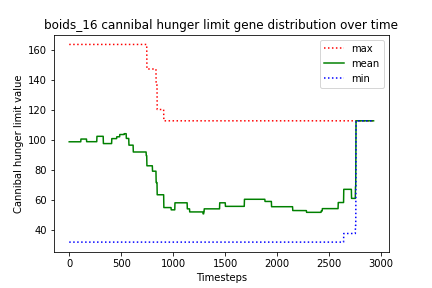 boids_16 cannibal hunger limit gene distribution over time
max
mean
min
Cannibal hunger limit value
160
140
120
100
80
60
40
0 500 1000 1500 2000 2500 3000
Timesteps